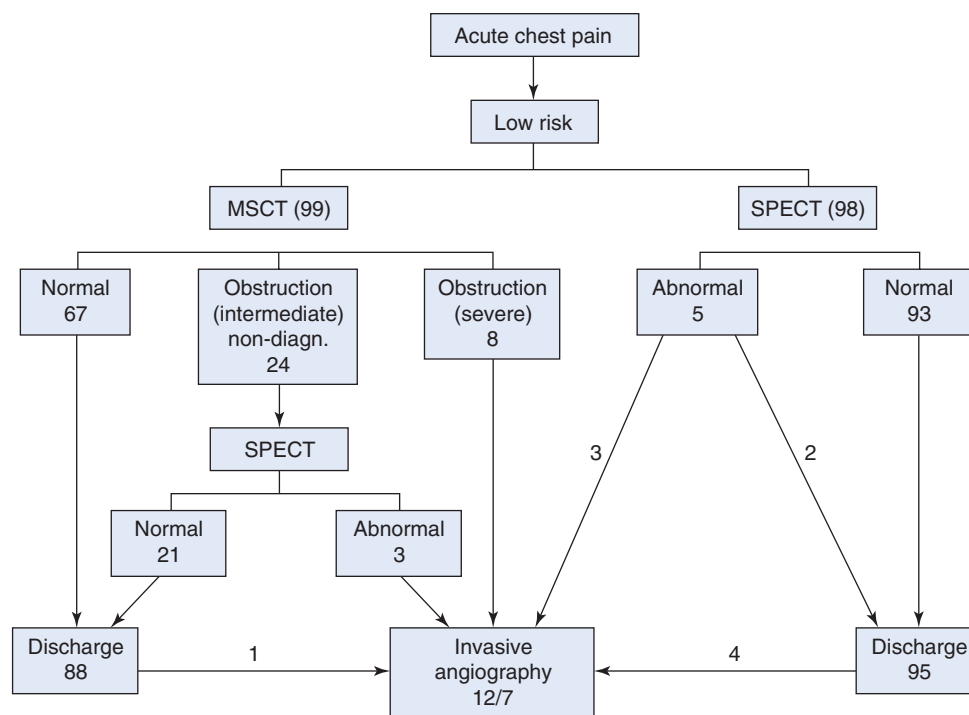 Acute chest pain
Low risk
MSCT (99)
SPECT (98)
Normal
67
Obstruction
(intermediate)
non-diagn.
24
Obstruction
(severe)
8
Abnormal
5
Normal
93
SPECT
3
2
Normal
21
Abnormal
3
Discharge
88
1
Invasive
angiography
12/7
4
Discharge
95